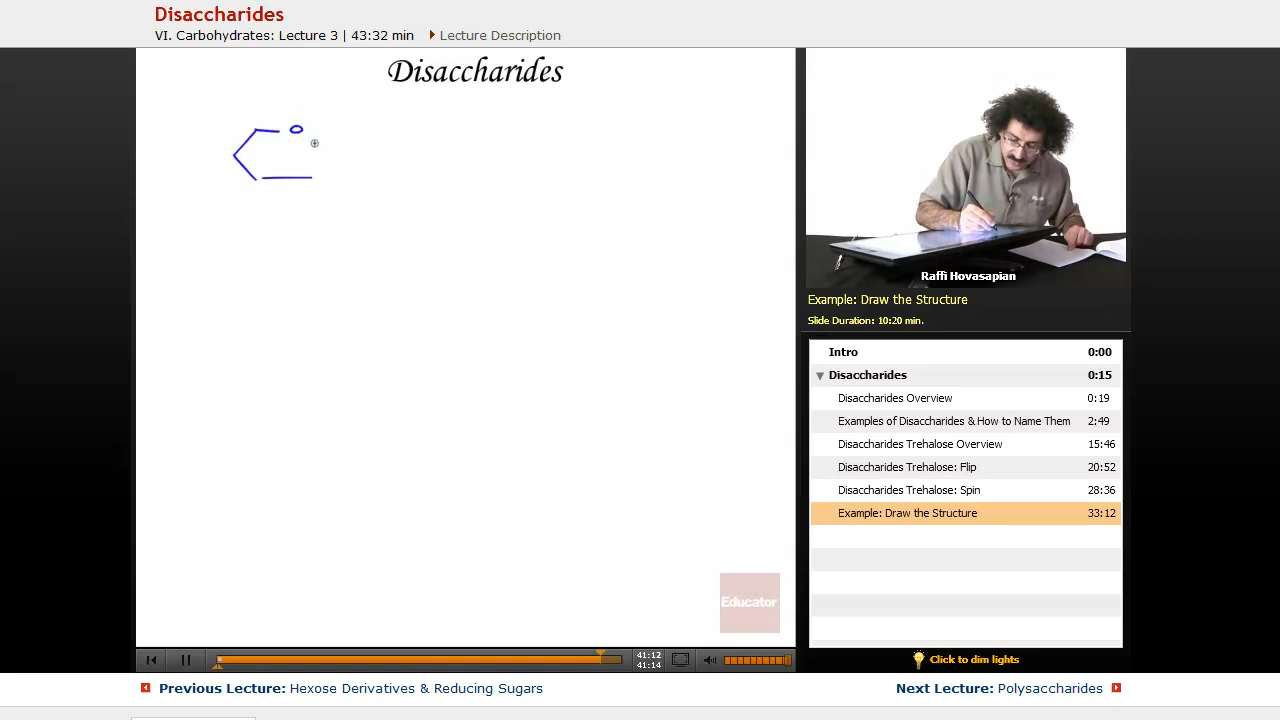 Disaccharides
VI. Carbohydrates: Lecture 3 | 43:32 min Lecture Description
Disaccharides
O
Educator
Raffi Hovasapian
Example: Draw the Structure
Slide Duration: 10:20 min.
Intro 0:00
Disaccharides 0:15
Disaccharides Overview 0:19
Examples of Disaccharides & How to Name Them 2:49
Disaccharides Trehalose Overview 15:46
Disaccharides Trehalose: Flip 20:52
Disaccharides Trehalose: Spin 28:36
Example: Draw the Structure 33:12
41:12
41:14
Click to dim lights
Previous Lecture: Hexose Derivatives & Reducing Sugars
Next Lecture: Polysaccharides